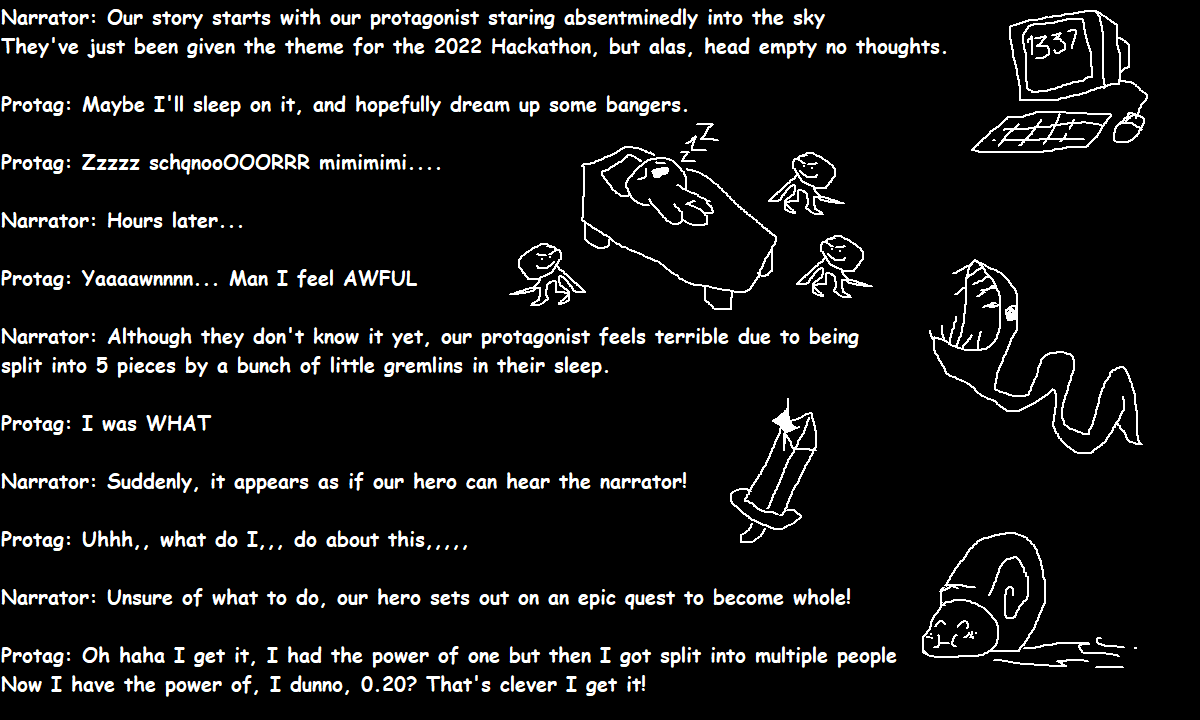 Narrator: Our story starts with our protagonist staring absentminedly into the sky
They've just been given the theme for the 2022 Hackathon, but alas, head empty no thoughts.
1337
Protag: Maybe I'll sleep on it, and hopefully dream up some bangers.
zZZ
Protag: Zzzzz schqnooOOORRR mimimimi....
Narrator: Hours later...
Protag: Yaaaawnnnn... Man I feel AWFUL
Narrator: Although they don't know it yet, our protagonist feels terrible due to being
split into 5 pieces by a bunch of little gremlins in their sleep.
Protag: I was WHAT
Narrator: Suddenly, it appears as if our hero can hear the narrator!
Protag: Uhhh,, what do I,,, do about this,,,,,
Narrator: Unsure of what to do, our hero sets out on an epic quest to become whole!
Protag: Oh haha I get it, I had the power of one but then I got split into multiple people
Now I have the power of, I dunno, 0.20? That's clever I get it!